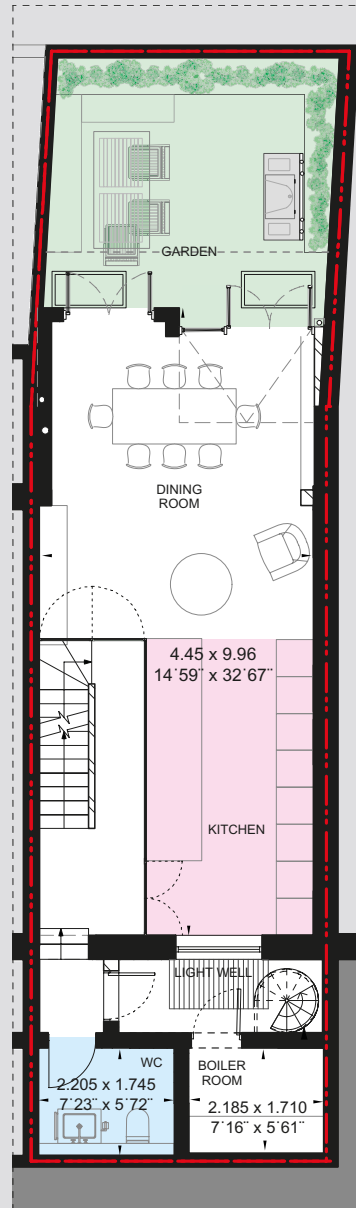 GARDEN
DINING
ROOM
4.45 x 9.96
14˙59¨ x 32˙67¨
KITCHEN
LIGHT WELL
WC
2.205 x 1.745
7˙23¨ x 5˙72¨
BOILER
ROOM
2.185 x 1.710
7˙16¨ x 5˙61¨